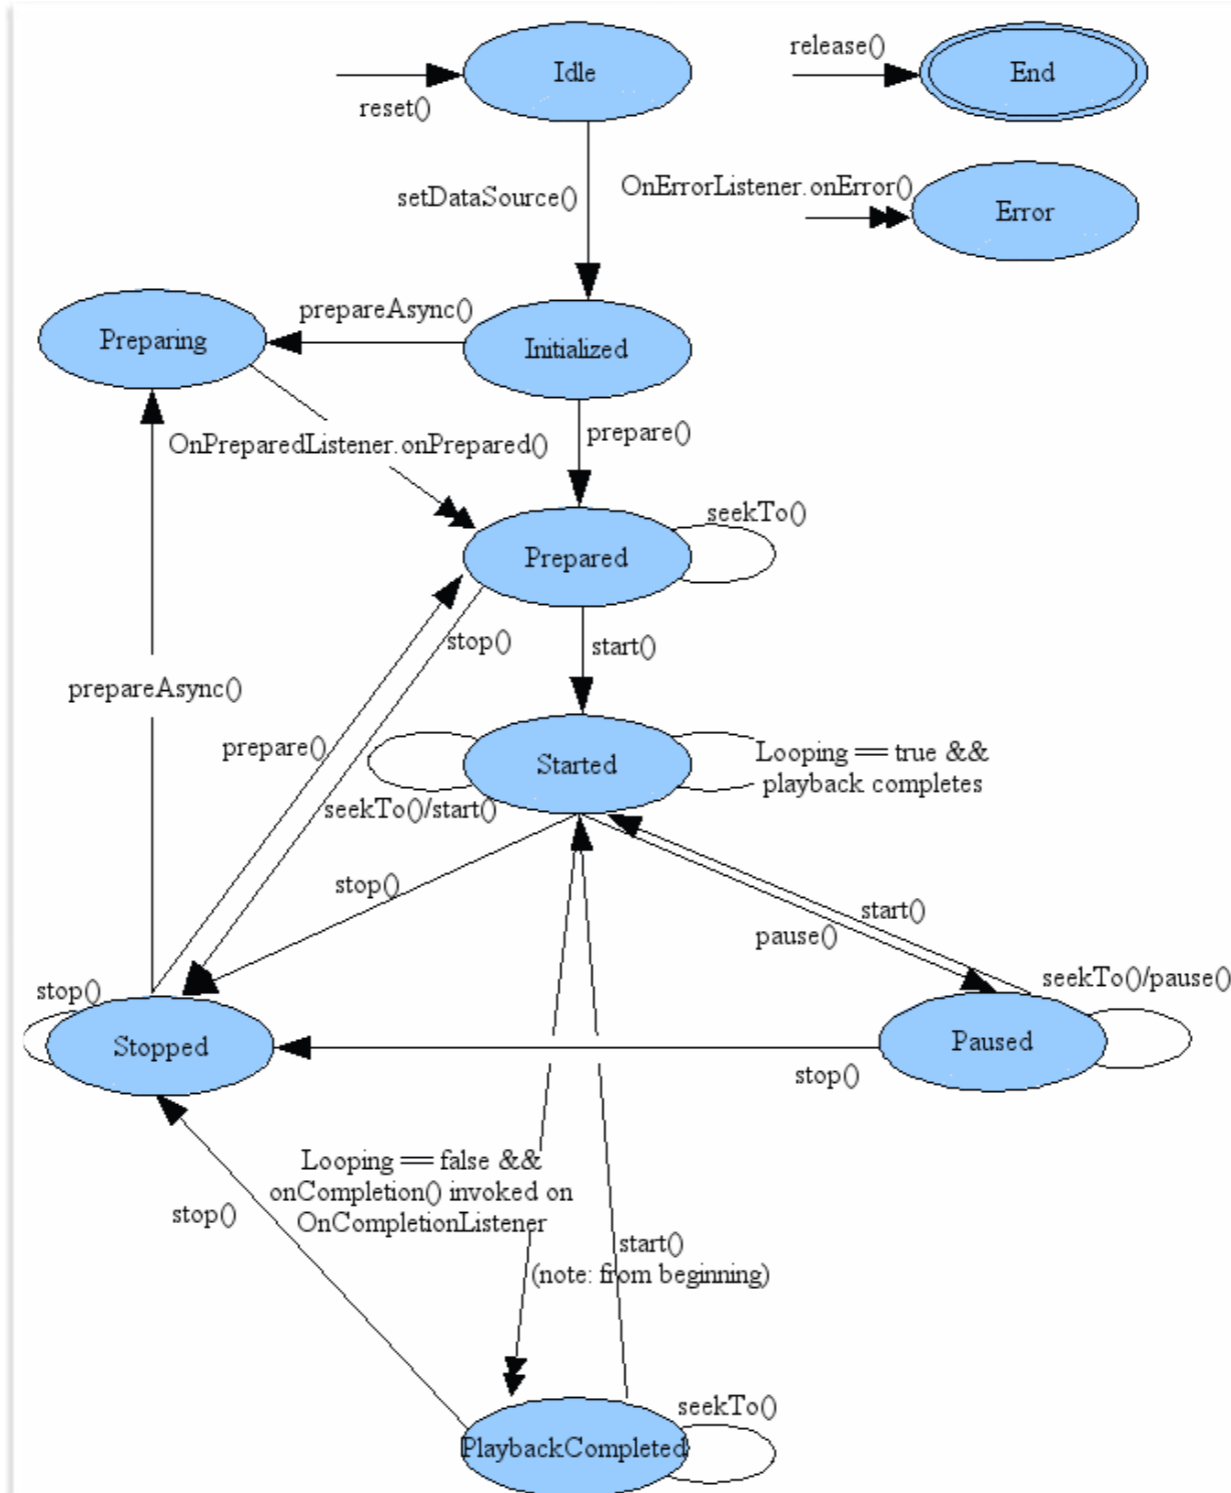 Idle
release()
End
reset()
setDataSource()
OnErrorListener.onError()
Error
prepareAsync()
Preparing
Initialized
OnPreparedListener.onPrepared()
prepare()
seekTo()
Prepared
stop()
start()
prepareAsync()
prepare()
Started
Looping == true &&
playback completes
seekTo()/start()
stop()
start()
pause()
seekTo()/pause()
stop()
Stopped
Paused
stop()
Looping == false &&
onCompletion() invoked on
OnCompletionListener
stop()
start()
(note: from beginning)
seekTo()
PlaybackCompleted